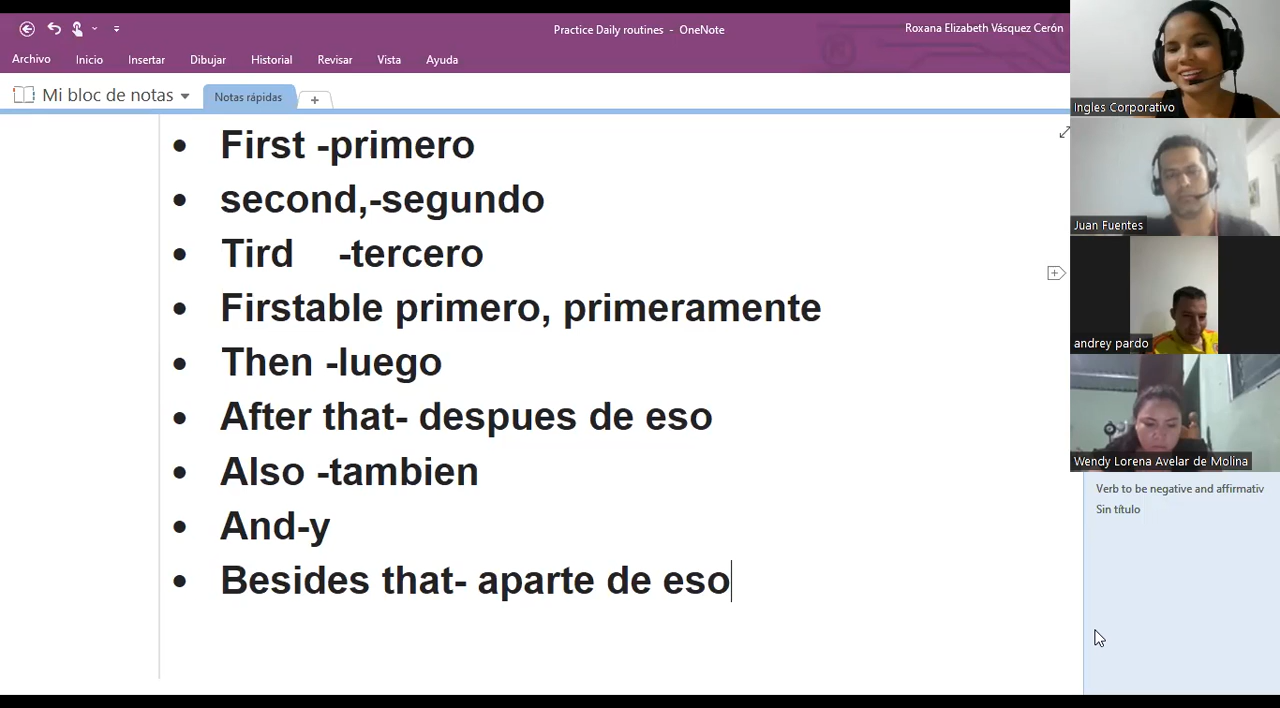 Practice Daily routines - OneNote
Roxana Elizabeth Vásquez Cerón
Archivo Inicio Insertar Dibujar Historial Revisar Vista Ayuda
Mi bloc de notas
Notas rápidas
First -primero
second,-segundo
Tird -tercero
Firstable primero, primeramente
Then -luego
After that- despues de eso
Also -tambien
And-y
Besides that- aparte de eso
Ingles Corporativo
Juan Fuentes
andrey pardo
Wendy Lorena Avelar de Molina
Verb to be negative and affirmativ
Sin título